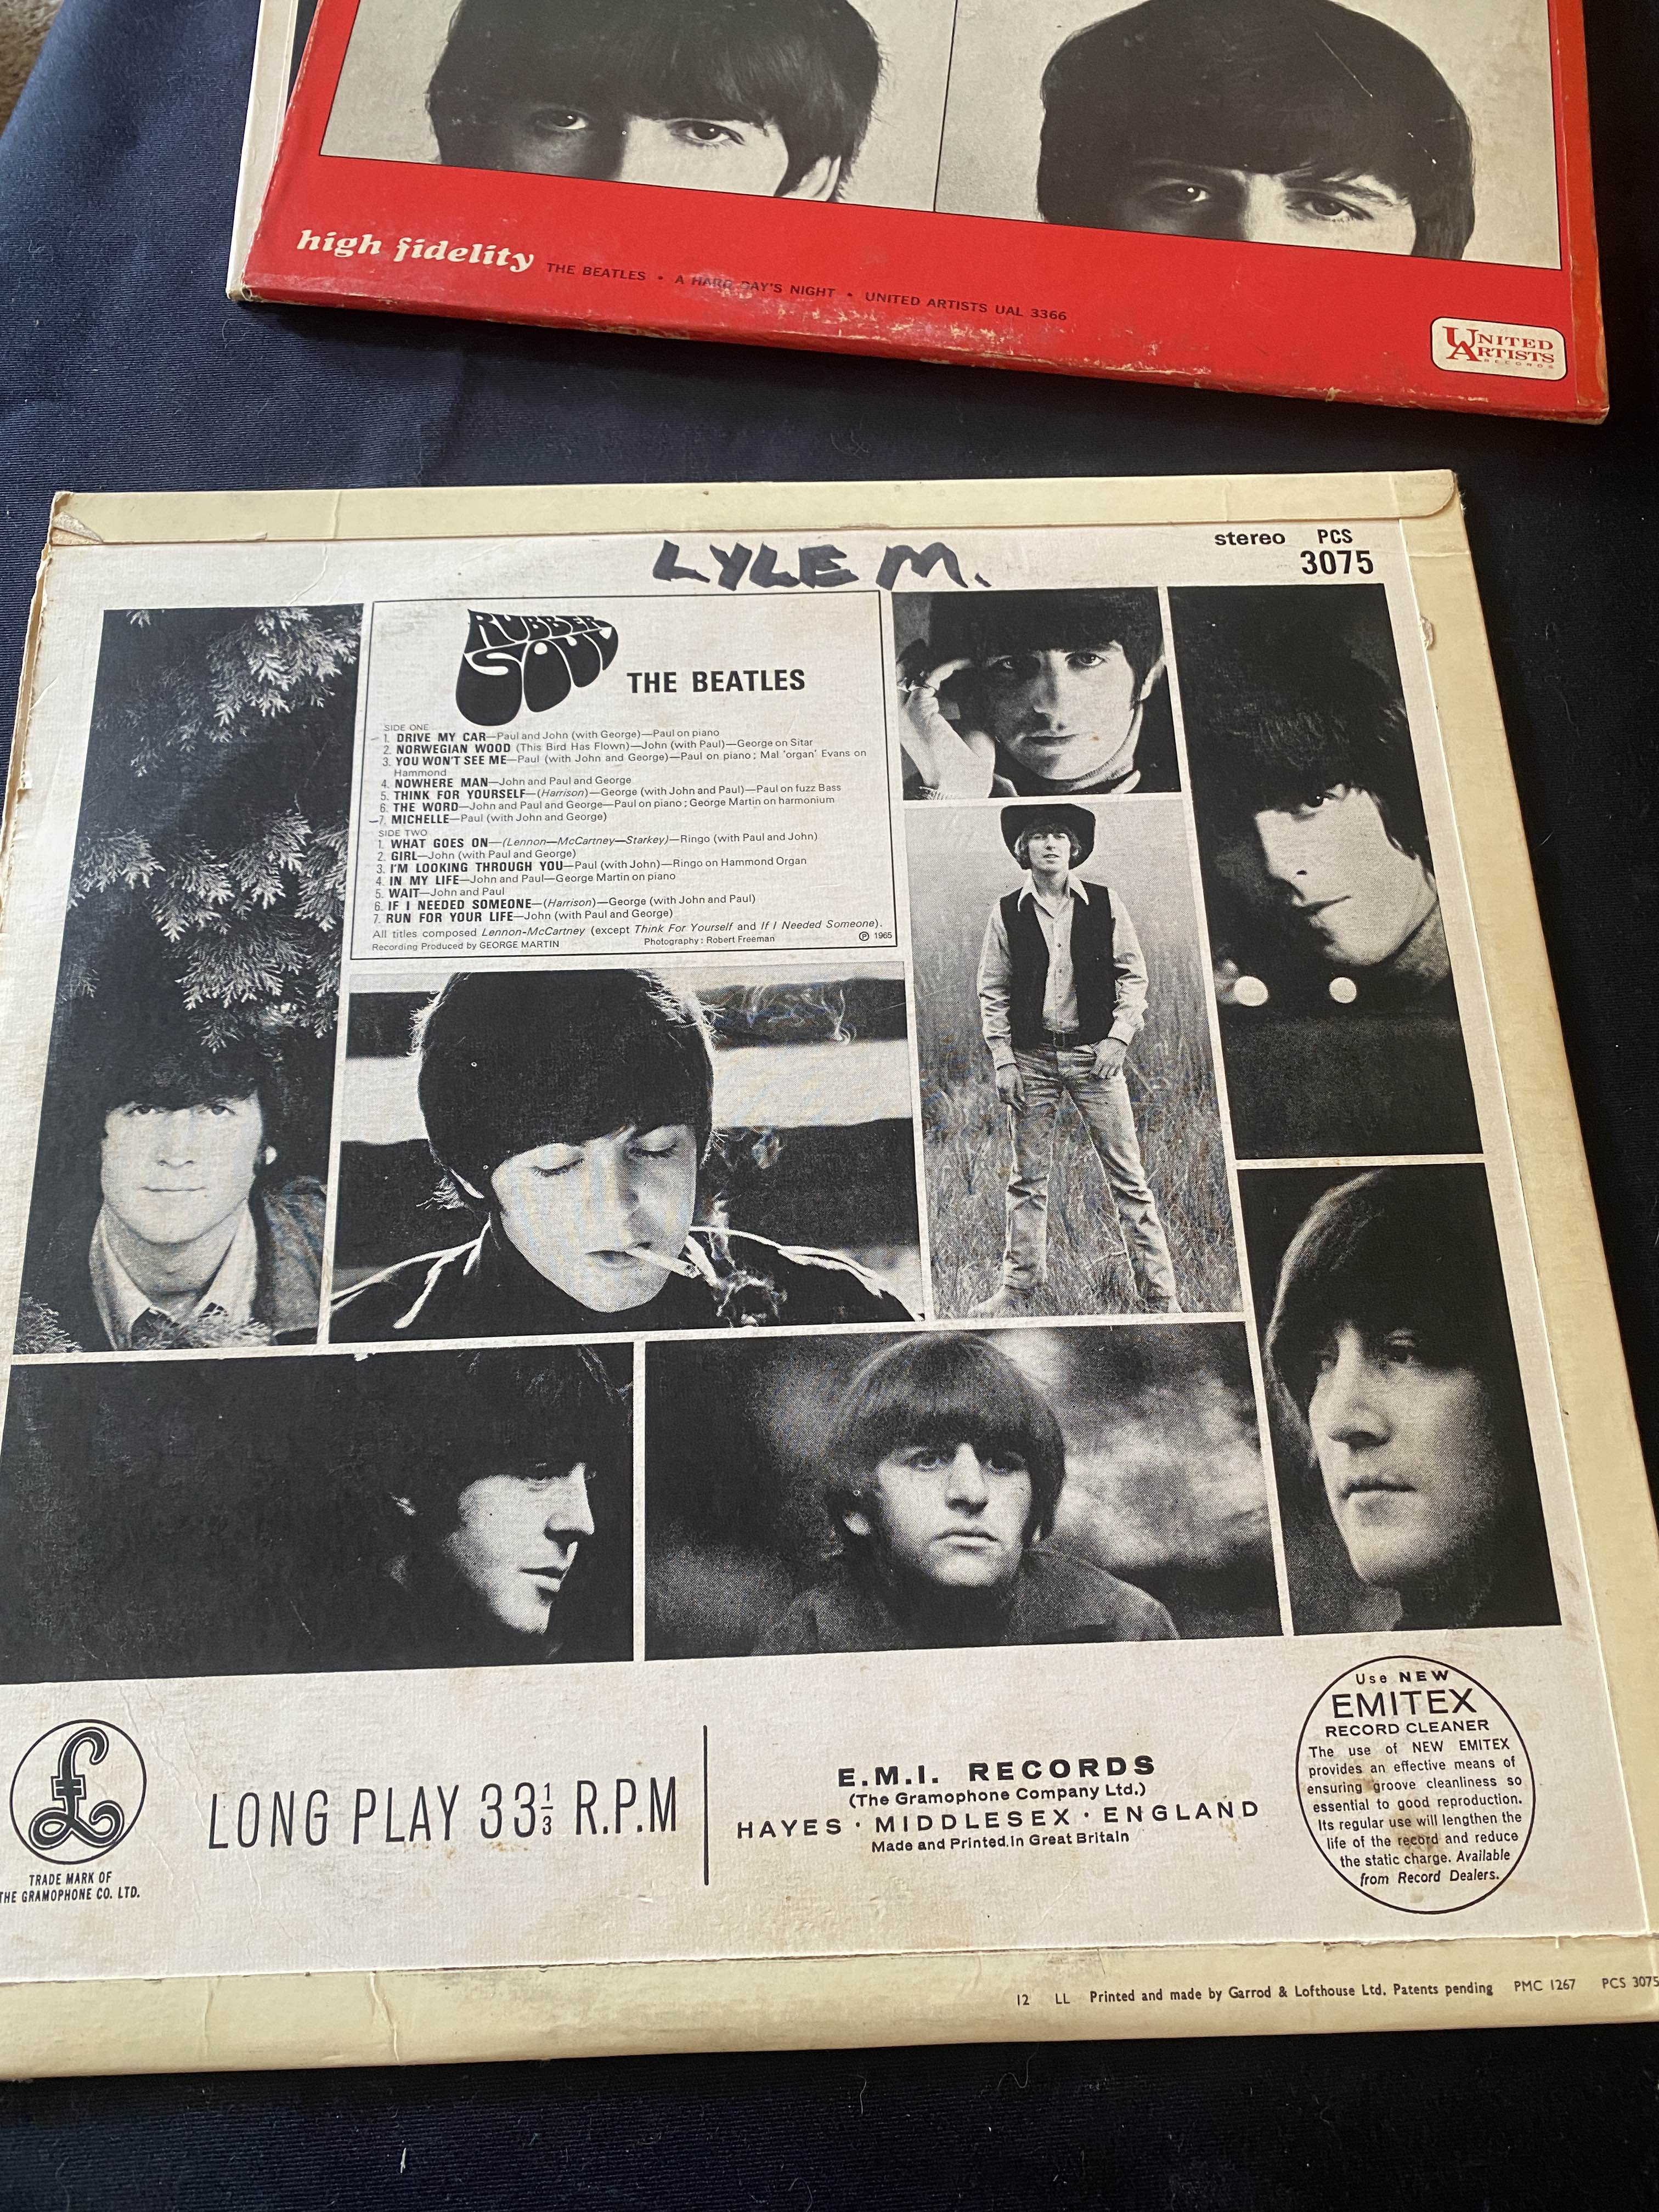 high fidelity THE BEATLES • A HARD DAY'S NIGHT • UNITED ARTISTS UAL 3366
UNITED
ARTISTS
RECORDS
LYLE M.
stereo PCS
3075
RUBBER
SOUL
THE BEATLES
SIDE ONE
1. DRIVE MY CAR—Paul and John (with George)—Paul on piano
2. NORWEGIAN WOOD (This Bird Has Flown)—John (with Paul)—George on Sitar
3. YOU WON'T SEE ME—Paul (with John and George)—Paul on piano; Mal 'organ' Evans on
Hammond
4. NOWHERE MAN—John and Paul and George
5. THINK FOR YOURSELF—(Harrison)—George (with John and Paul)—Paul on fuzz Bass
6. THE WORD—John and Paul and George—Paul on piano; George Martin on harmonium
7. MICHELLE—Paul (with John and George)
SIDE TWO
1. WHAT GOES ON—(Lennon—McCartney—Starkey)—Ringo (with Paul and John)
2. GIRL—John (with Paul and George)
3. I'M LOOKING THROUGH YOU—Paul (with John)—Ringo on Hammond Organ
4. IN MY LIFE—John and Paul—George Martin on piano
5. WAIT—John and Paul
6. IF I NEEDED SOMEONE—(Harrison)—George (with John and Paul)
7. RUN FOR YOUR LIFE—John (with Paul and George)
All titles composed Lennon-McCartney (except Think For Yourself and If I Needed Someone).
Recording Produced by GEORGE MARTIN Photography: Robert Freeman ℗ 1965
£
TRADE MARK OF
THE GRAMOPHONE CO. LTD.
LONG PLAY 33⅓ R.P.M
E.M.I. RECORDS
(The Gramophone Company Ltd.)
HAYES · MIDDLESEX · ENGLAND
Made and Printed in Great Britain
Use NEW
EMITEX
RECORD CLEANER
The use of NEW EMITEX
provides an effective means of
ensuring groove cleanliness so
essential to good reproduction.
Its regular use will lengthen the
life of the record and reduce
the static charge. Available
from Record Dealers.
12 LL Printed and made by Garrod & Lofthouse Ltd. Patents pending PMC 1267 PCS 3075